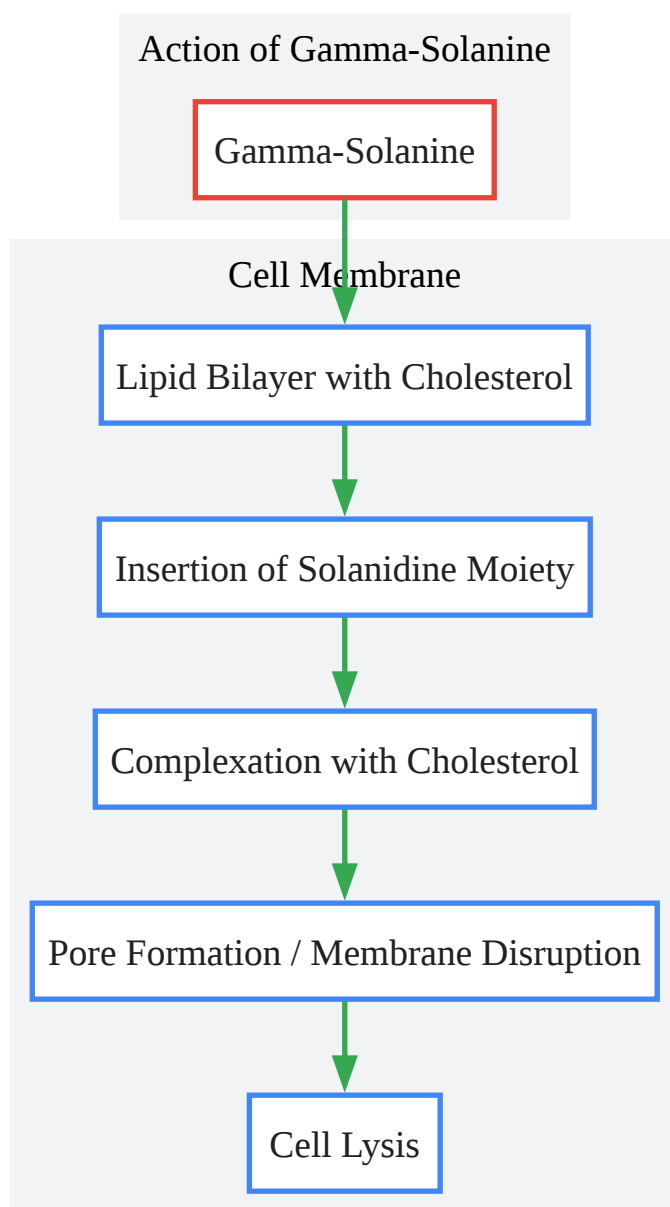 Action of Gamma-Solanine
Gamma-Solanine
Cell Membrane
Lipid Bilayer with Cholesterol
Insertion of Solanidine Moiety
Complexation with Cholesterol
Pore Formation / Membrane Disruption
Cell Lysis